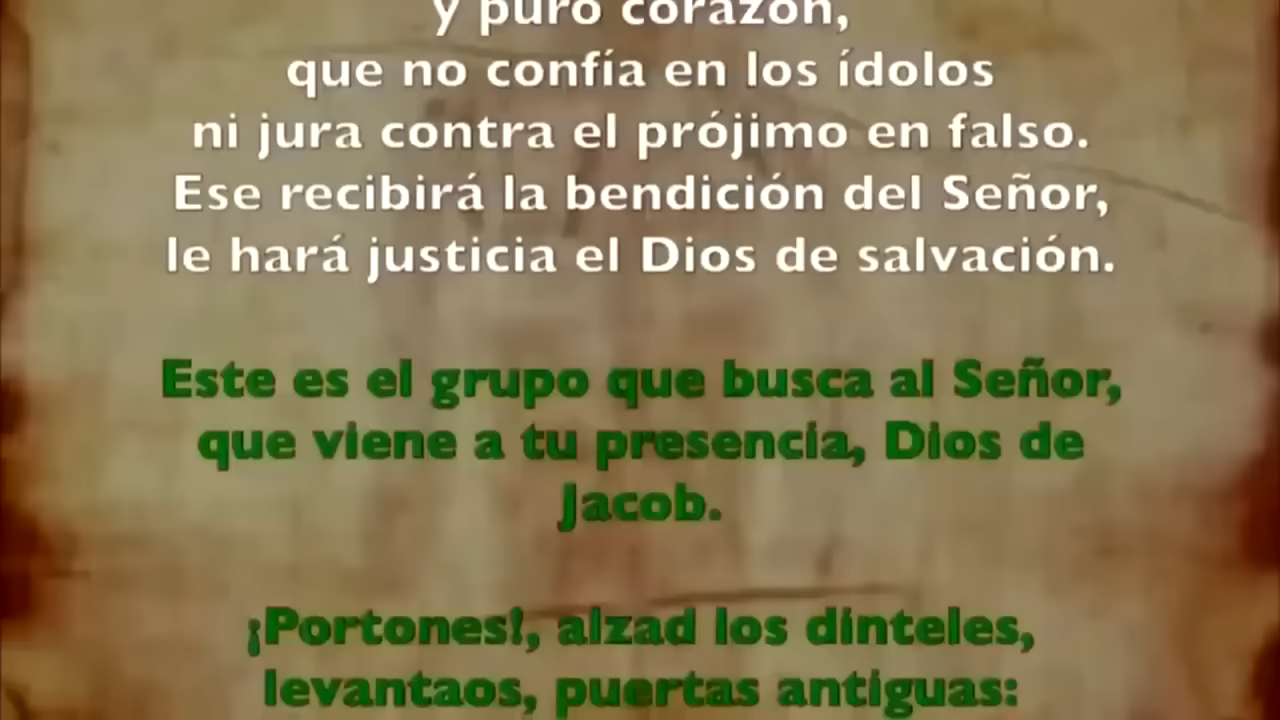 y puro corazón,
que no confía en los ídolos
ni jura contra el prójimo en falso.
Ese recibirá la bendición del Señor,
le hará justicia el Dios de salvación.
Este es el grupo que busca al Señor,
que viene a tu presencia, Dios de
Jacob.
¡Portones!, alzad los dinteles,
levantaos, puertas antiguas: